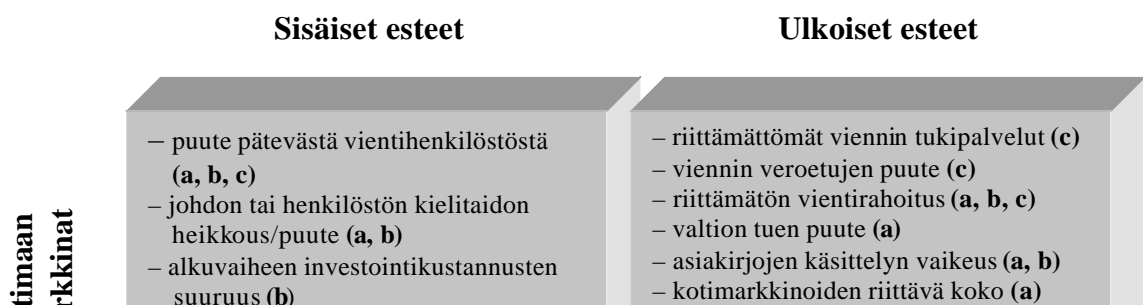 Sisäiset esteet
Ulkoiset esteet
– puute pätevästä vientihenkilöstöstä
(a, b, c)
– johdon tai henkilöstön kielitaidon
heikkous/puute (a, b)
– alkuvaiheen investointikustannusten
suuruus (b)
– riittämättömät viennin tukipalvelut (c)
– viennin veroetujen puute (c)
– riittämätön vientirahoitus (a, b, c)
– valtion tuen puute (a)
– asiakirjojen käsittelyn vaikeus (a, b)
– kotimarkkinoiden riittävä koko (a)